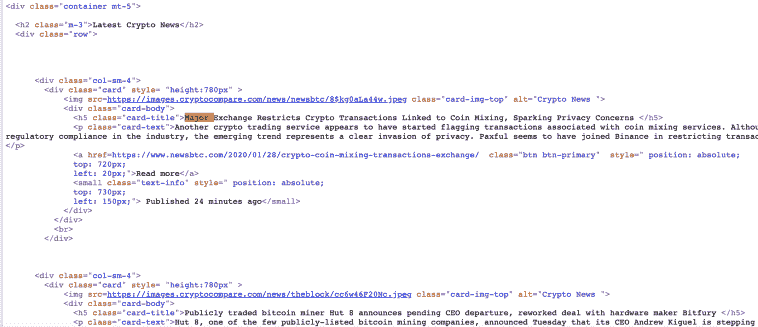 <div class="container mt-5">
<h2 class="m-3">Latest Crypto News</h2>
<div class="row">
<div class="col-sm-4">
<div class="card" style= "height:780px" >
<img src=https://images.cryptocompare.com/news/newsbtc/8$kg0aLa44w.jpeg class="card-img-top" alt="Crypto News ">
<div class="card-body">
<h5 class="card-title">Major Exchange Restricts Crypto Transactions Linked to Coin Mixing, Sparking Privacy Concerns </h5>
<p class="card-text">Another crypto trading service appears to have started flagging transactions associated with coin mixing services. Althou
regulatory compliance in the industry, the emerging trend represents a clear invasion of privacy. Paxful seems to have joined Binance in restricting transac
</p>
<a href=https://www.newsbtc.com/2020/01/28/crypto-coin-mixing-transactions-exchange/ class="btn btn-primary" style=" position: absolute;
top: 720px;
left: 20px;">Read more</a>
<small class="text-info" style=" position: absolute;
top: 730px;
left: 150px;"> Published 24 minutes ago</small>
</div>
</div>
<br>
</div>
<div class="col-sm-4">
<div class="card" style= "height:780px" >
<img src=https://images.cryptocompare.com/news/theblock/cc6w46F20Nc.jpeg class="card-img-top" alt="Crypto News ">
<div class="card-body">
<h5 class="card-title">Publicly traded bitcoin miner Hut 8 announces pending CEO departure, reworked deal with hardware maker Bitfury </h5>
<p class="card-text">Hut 8, one of the few publicly-listed bitcoin mining companies, announced Tuesday that its CEO Andrew Kiguel is stepping